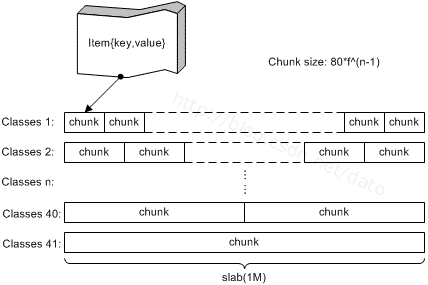 Item{key,value}
Chunk size: 80*f^(n-1)
Classes 1: chunk chunk chunk chunk
Classes 2: chunk chunk chunk chunk
Classes n:
Classes 40: chunk chunk
Classes 41: chunk
slab(1M)